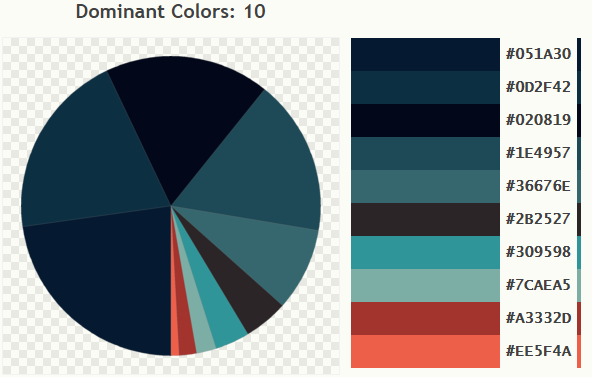 Dominant Colors: 10
#051A30
#0D2F42
#020819
#1E4957
#36676E
#2B2527
#309598
#7CAEA5
#A3332D
#EE5F4A